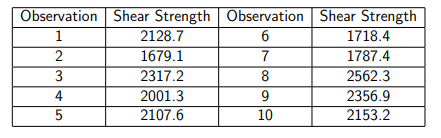 Observation Shear Strength Observation Shear Strength
1 2128.7 6 1718.4
2 1679.1 7 1787.4
3 2317.2 8 2562.3
4 2001.3 9 2356.9
5 2107.6 10 2153.2